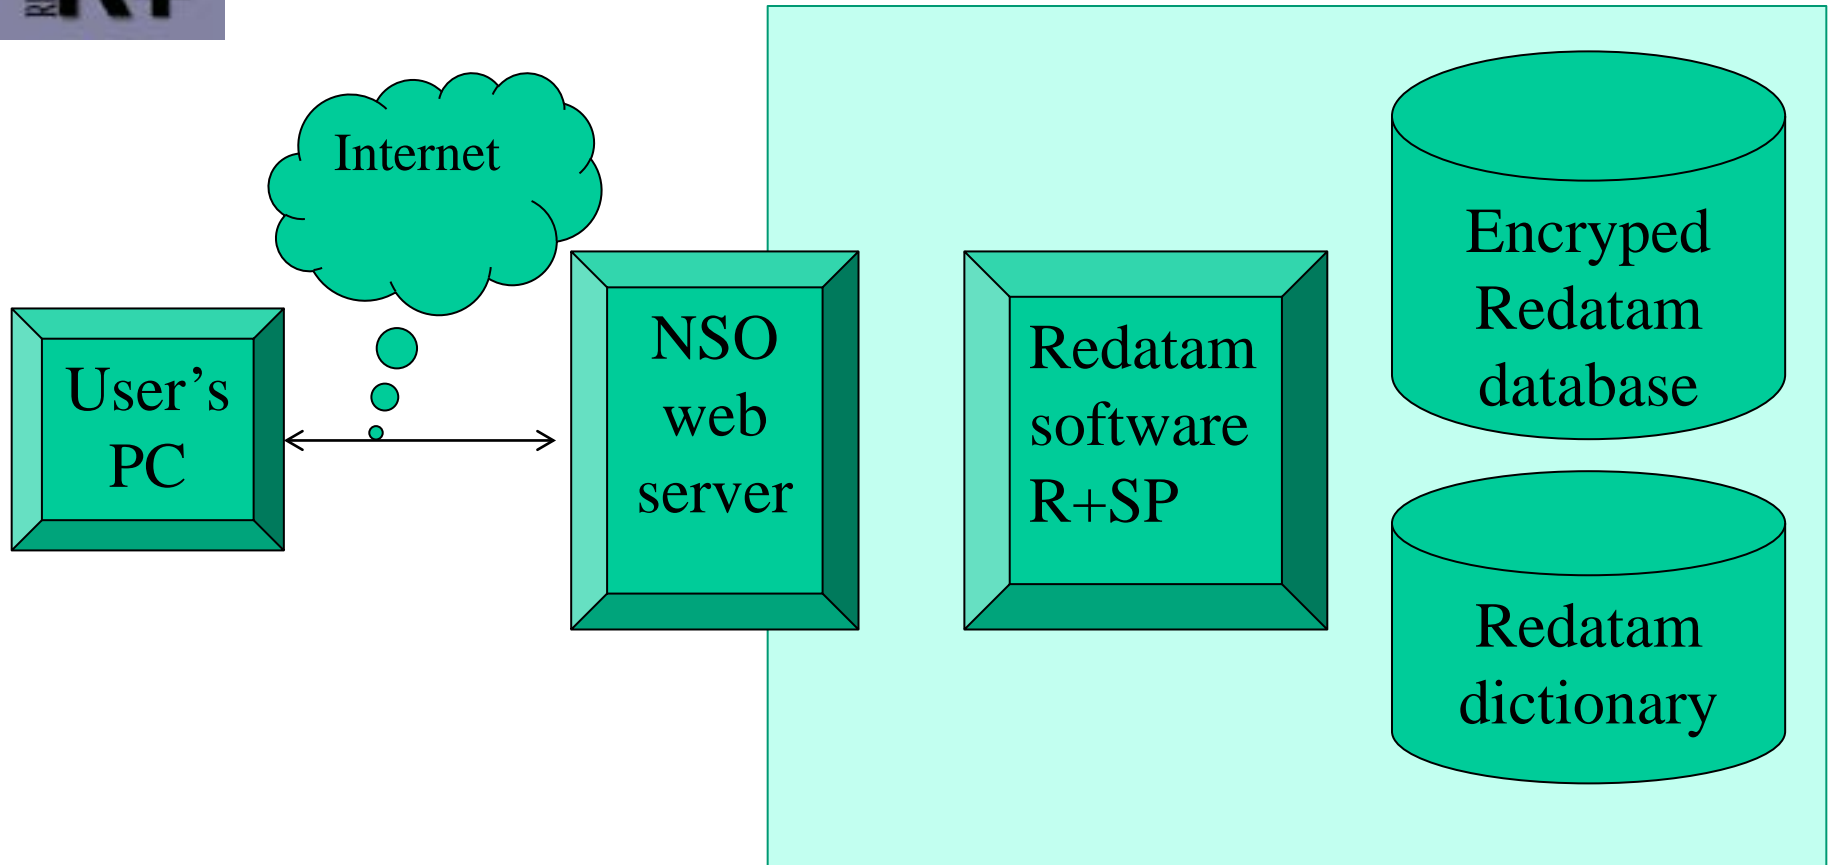 Internet
User’s
PC
NSO
web
server
Redatam
software
R+SP
Encryped
Redatam
database
Redatam
dictionary